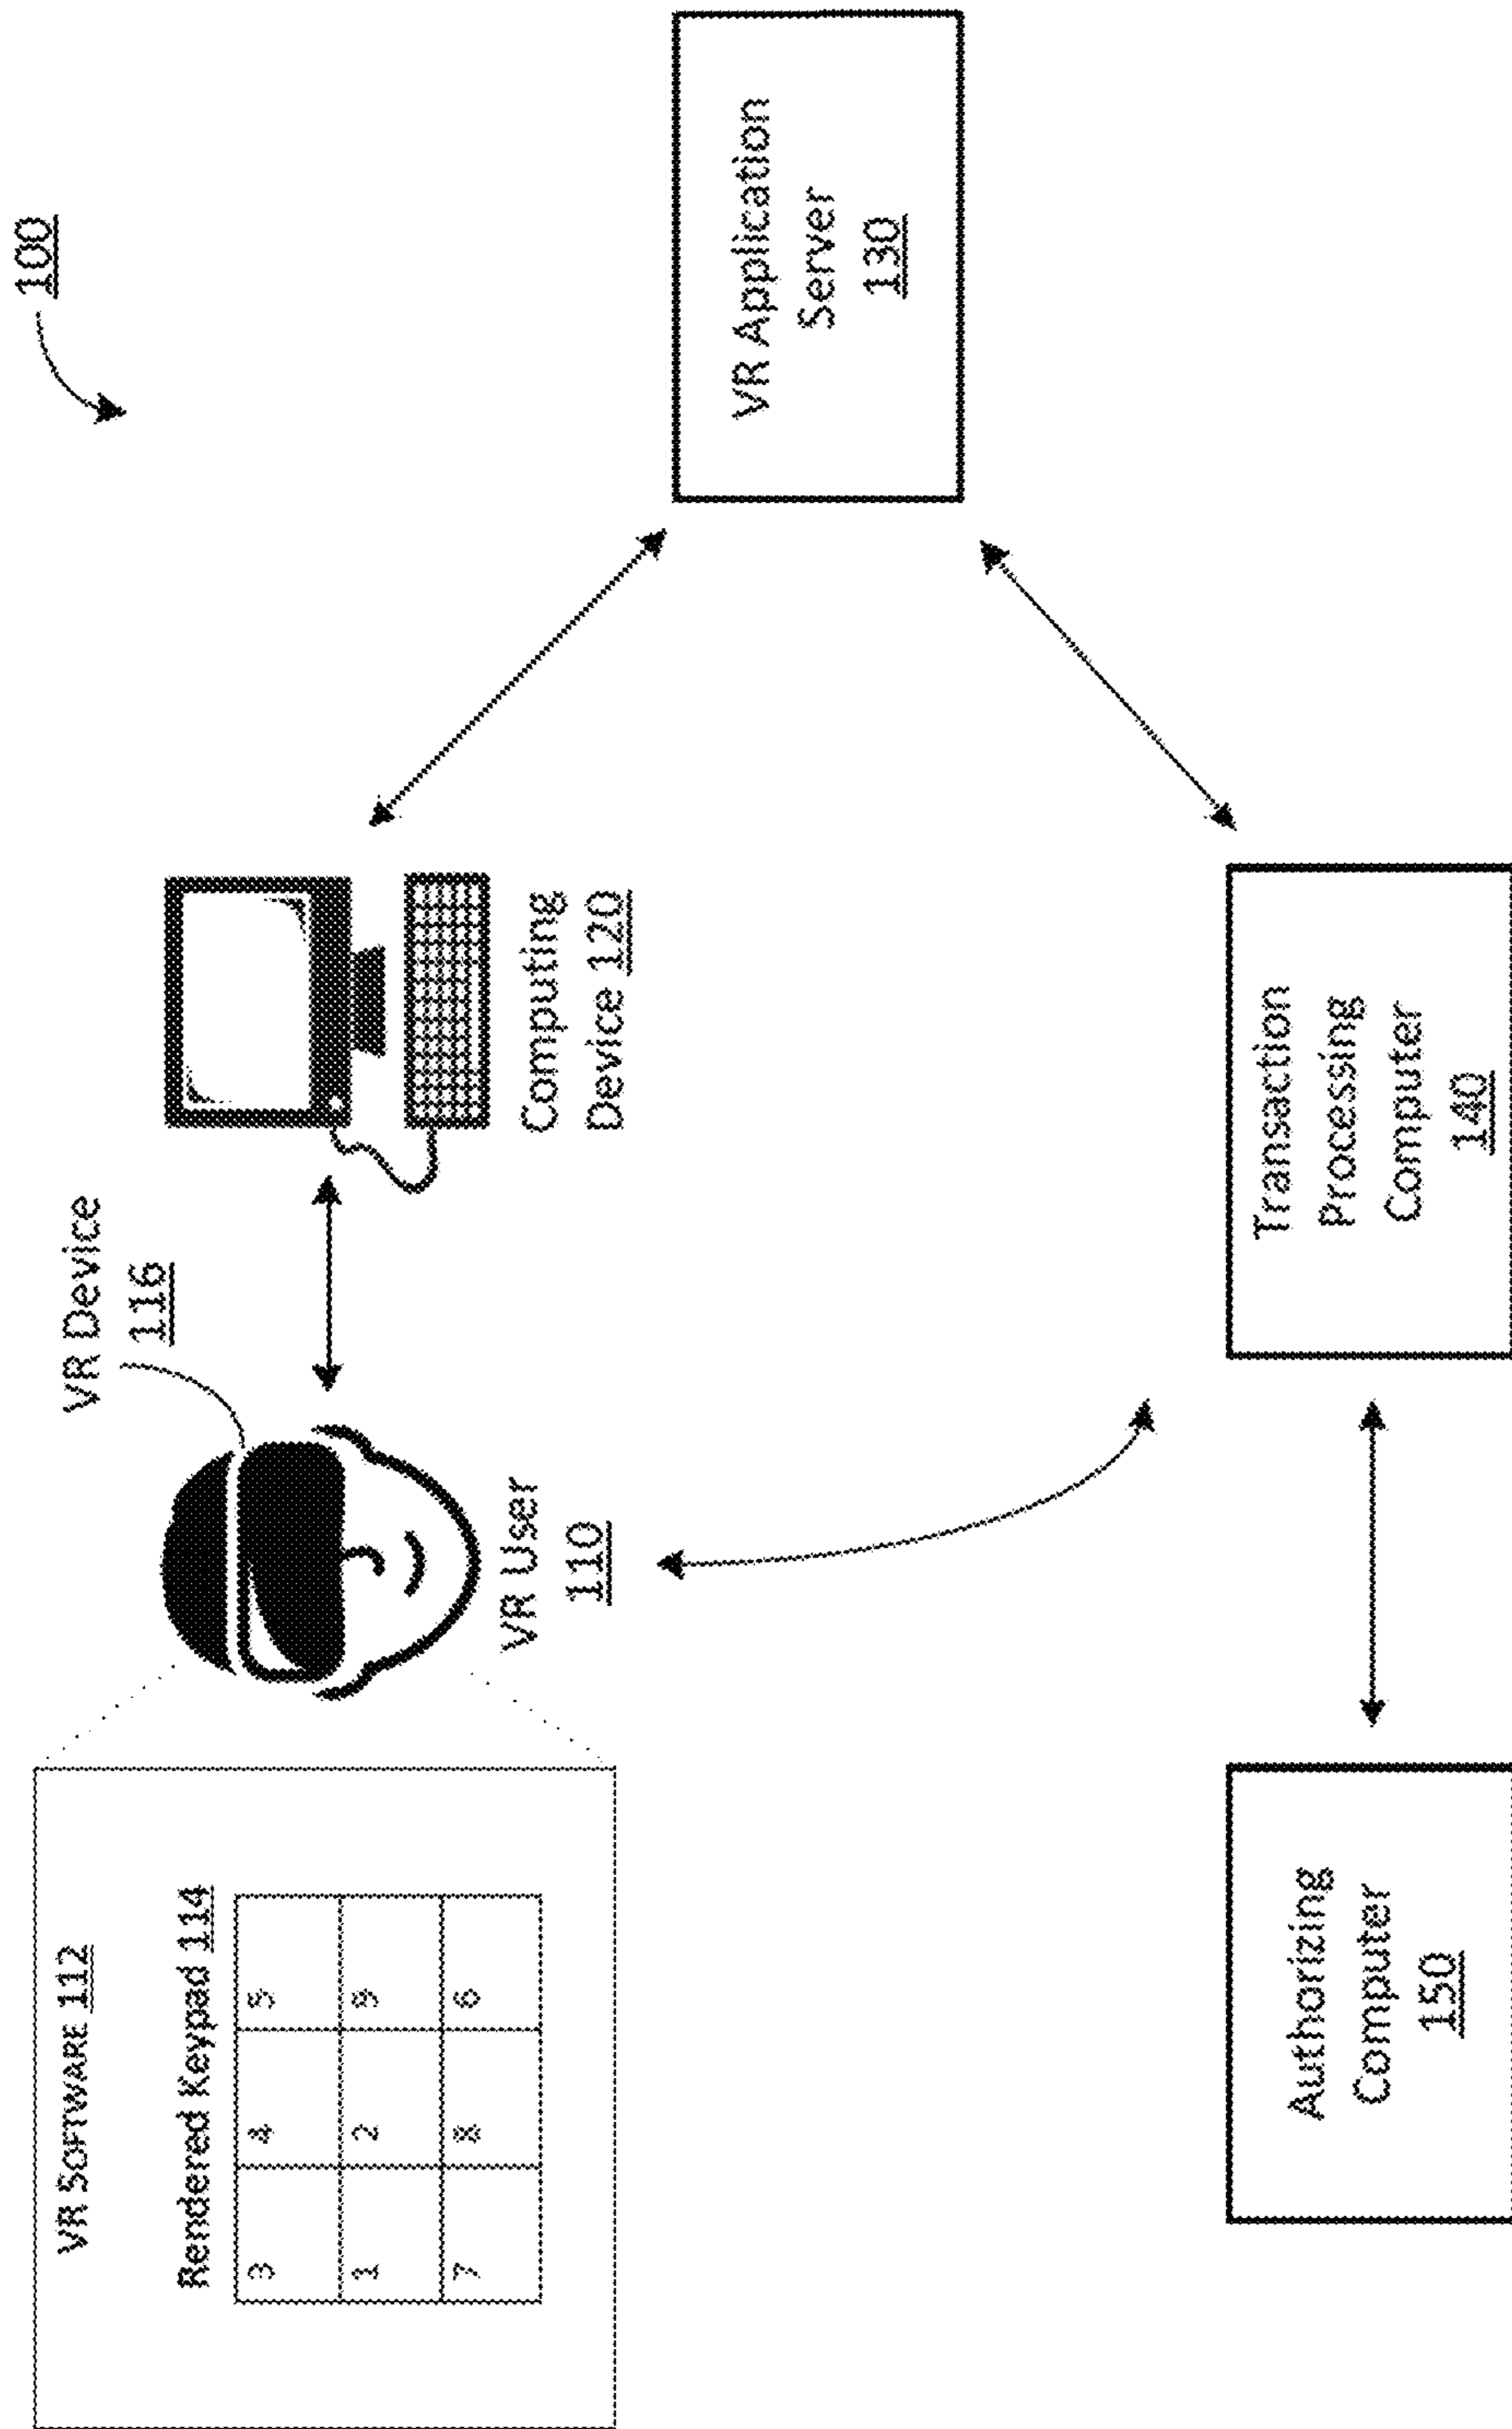 100
VR SOFTWARE 112
Rendered Keypad 114
3 4 5
1 2 9
7 8 6
VR Device
116
VR User
110
Computing
Device 120
VR Application
Server
130
Authorizing
Computer
150
Transaction
Processing
Computer
140